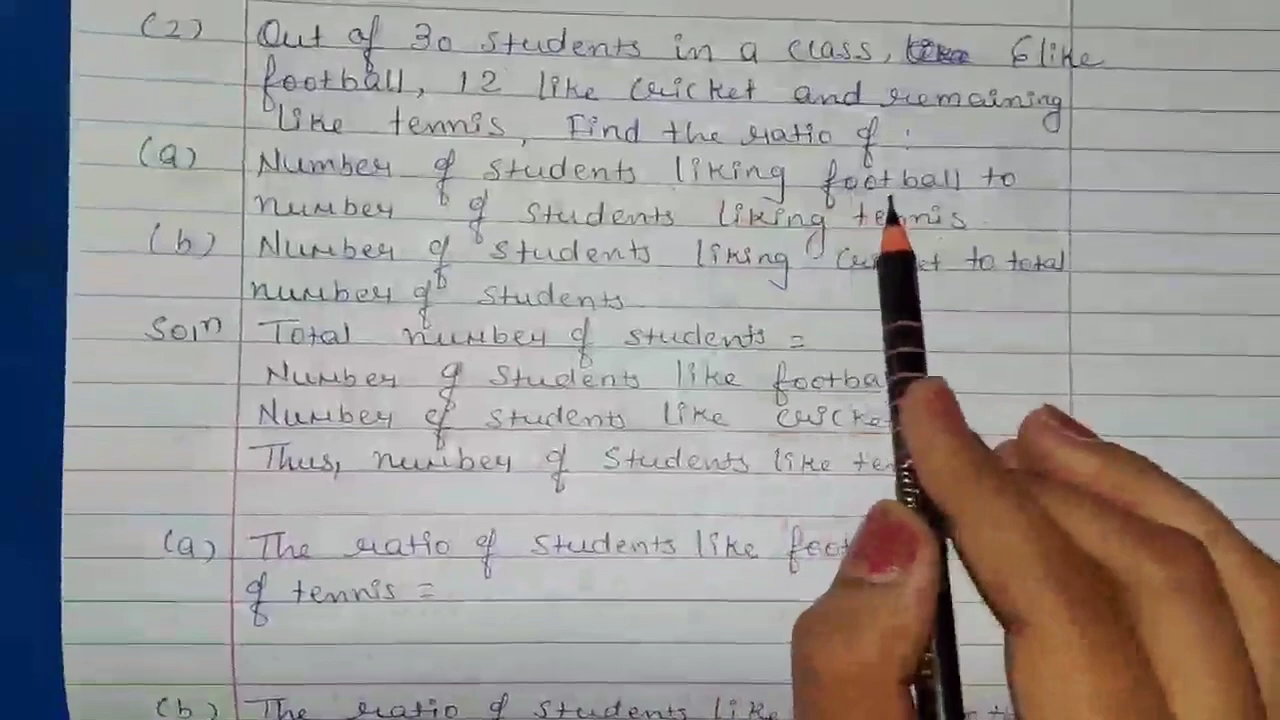 (2) Out of 30 students in a class, 6 like
football, 12 like cricket and remaining
like tennis, Find the ratio of :
(a) Number of students liking football to
number of students liking tennis.
(b) Number of students liking to total
number of students
Soln Total number of students =
Number of students like
Number of students like
Thus, number of students like
(a) The ratio of students like
of tennis =
(b) The ratio of students like